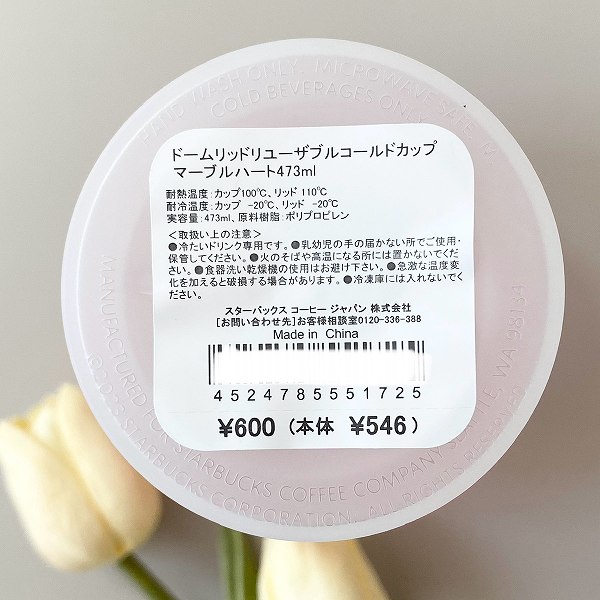 HAND WASH ONLY. MICROWAVE SAFE.
COLD BEVERAGES ONLY
ドームリッドリユーザブルコールドカップ
マーブルハート473ml
耐熱温度:カップ100℃、リッド 110℃
耐冷温度:カップ -20℃、リッド -20℃
実容量:473ml、原料樹脂:ポリプロピレン
<取扱い上の注意>
●冷たいドリンク専用です。●乳幼児の手の届かない所でご使用・
保管してください。●火のそばや高温になる所には置かないでくだ
さい。●食器洗い乾燥機の使用はお避け下さい。●急激な温度変
化を加えると破損する場合があります。●冷凍庫には入れないでく
ださい。
スターバックス コーヒー ジャパン 株式会社
[お問い合わせ先]お客様相談室0120-336-388
Made in China
4524785551725
¥600 (本体 ¥546)
MANUFACTURED FOR STARBUCKS COFFEE COMPANY SEATTLE, WA 98134
©2023 STARBUCKS CORPORATION. ALL RIGHTS RESERVED